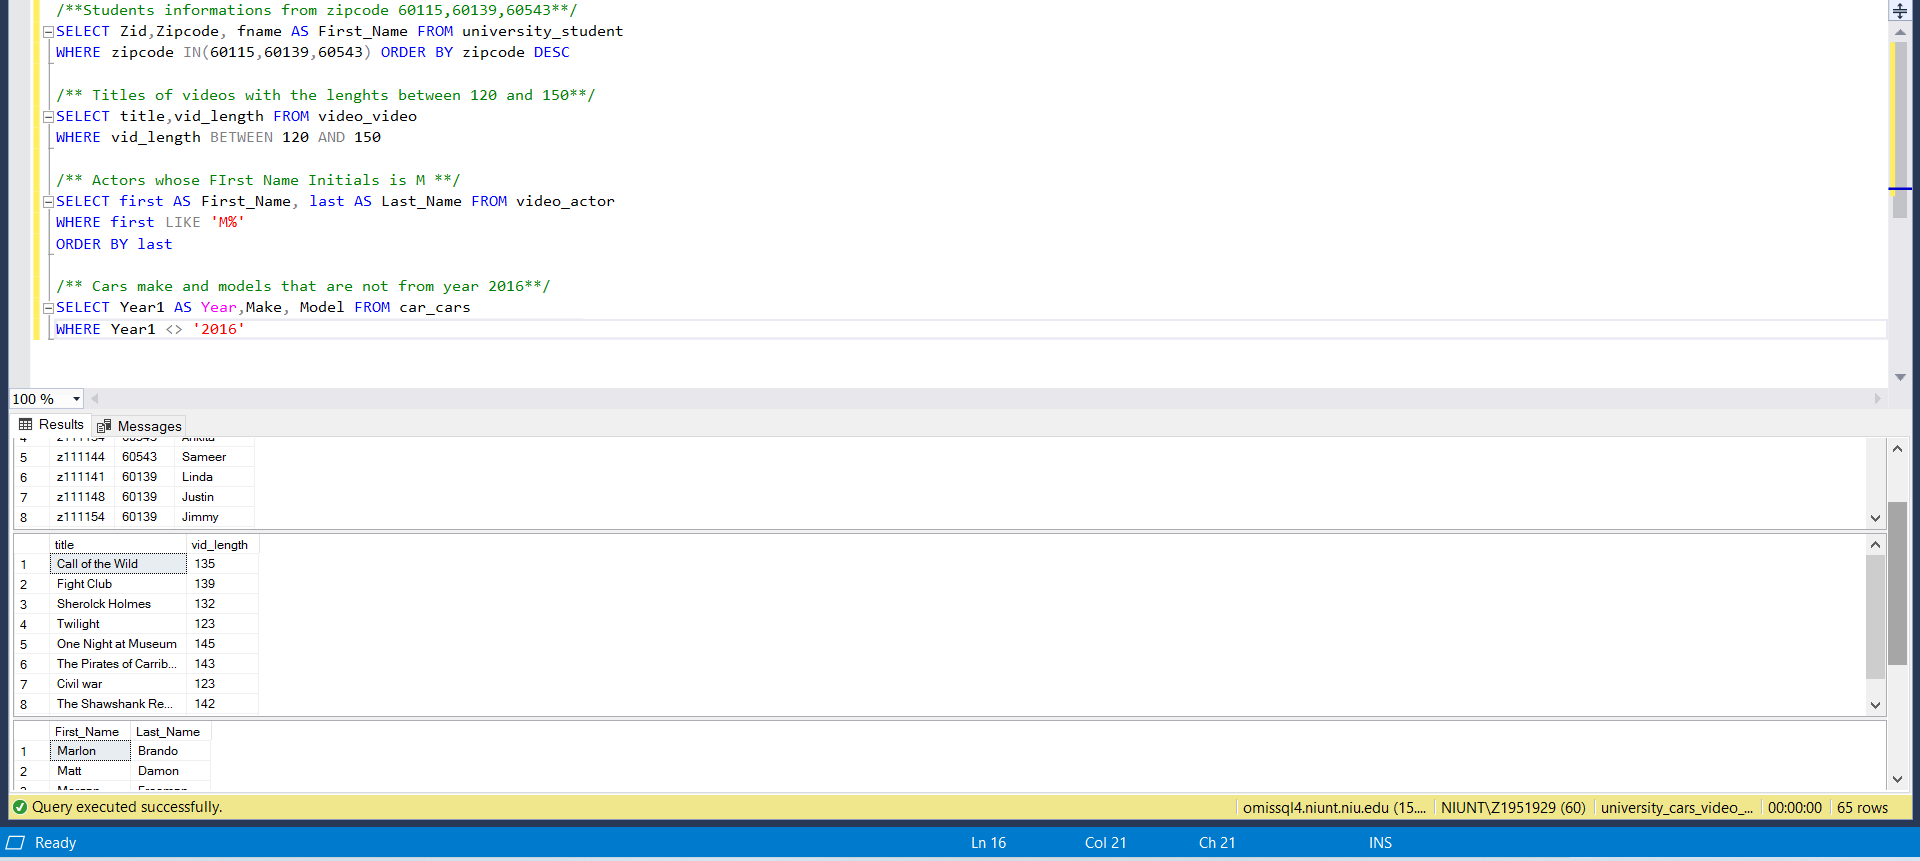 /**Students informations from zipcode 60115,60139,60543**/
SELECT Zid,Zipcode, fname AS First_Name FROM university_student
WHERE zipcode IN(60115,60139,60543) ORDER BY zipcode DESC
/** Titles of videos with the lenghts between 120 and 150**/
SELECT title,vid_length FROM video_video
WHERE vid_length BETWEEN 120 AND 150
/** Actors whose FIrst Name Initials is M **/
SELECT first AS First_Name, last AS Last_Name FROM video_actor
WHERE first LIKE 'M%'
ORDER BY last
/** Cars make and models that are not from year 2016**/
SELECT Year1 AS Year,Make, Model FROM car_cars
WHERE Year1 <> '2016'
100 %
Results Messages
5 z111144 60543 Sameer
6 z111141 60139 Linda
7 z111148 60139 Justin
8 z111154 60139 Jimmy
title vid_length
1 Call of the Wild 135
2 Fight Club 139
3 Sherolck Holmes 132
4 Twilight 123
5 One Night at Museum 145
6 The Pirates of Carrib... 143
7 Civil war 123
8 The Shawshank Re... 142
First_Name Last_Name
1 Marlon Brando
2 Matt Damon
Query executed successfully. omissql4.niunt.niu.edu (15.... NIUNT\Z1951929 (60) university_cars_video_... 00:00:00 65 rows
Ready Ln 16 Col 21 Ch 21 INS